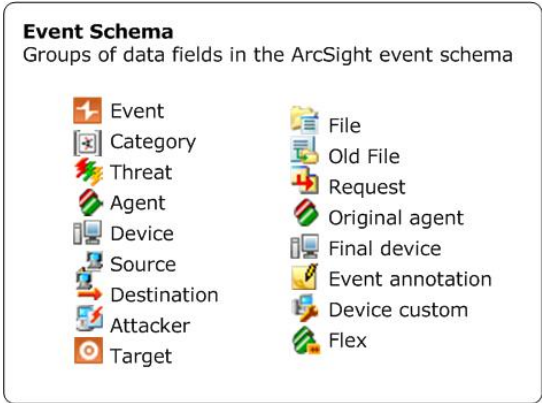 Event Schema
Groups of data fields in the ArcSight event schema
Event
Category
Threat
Agent
Device
Source
Destination
Attacker
Target
File
Old File
Request
Original agent
Final device
Event annotation
Device custom
Flex